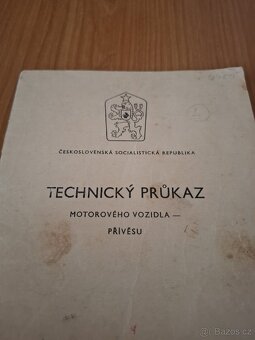 ČESKOSLOVENSKÁ SOCIALISTICKÁ REPUBLIKA
TECHNICKÝ PRŮKAZ
MOTOROVÉHO VOZIDLA —
PŘÍVĚSU
Bazos.cz